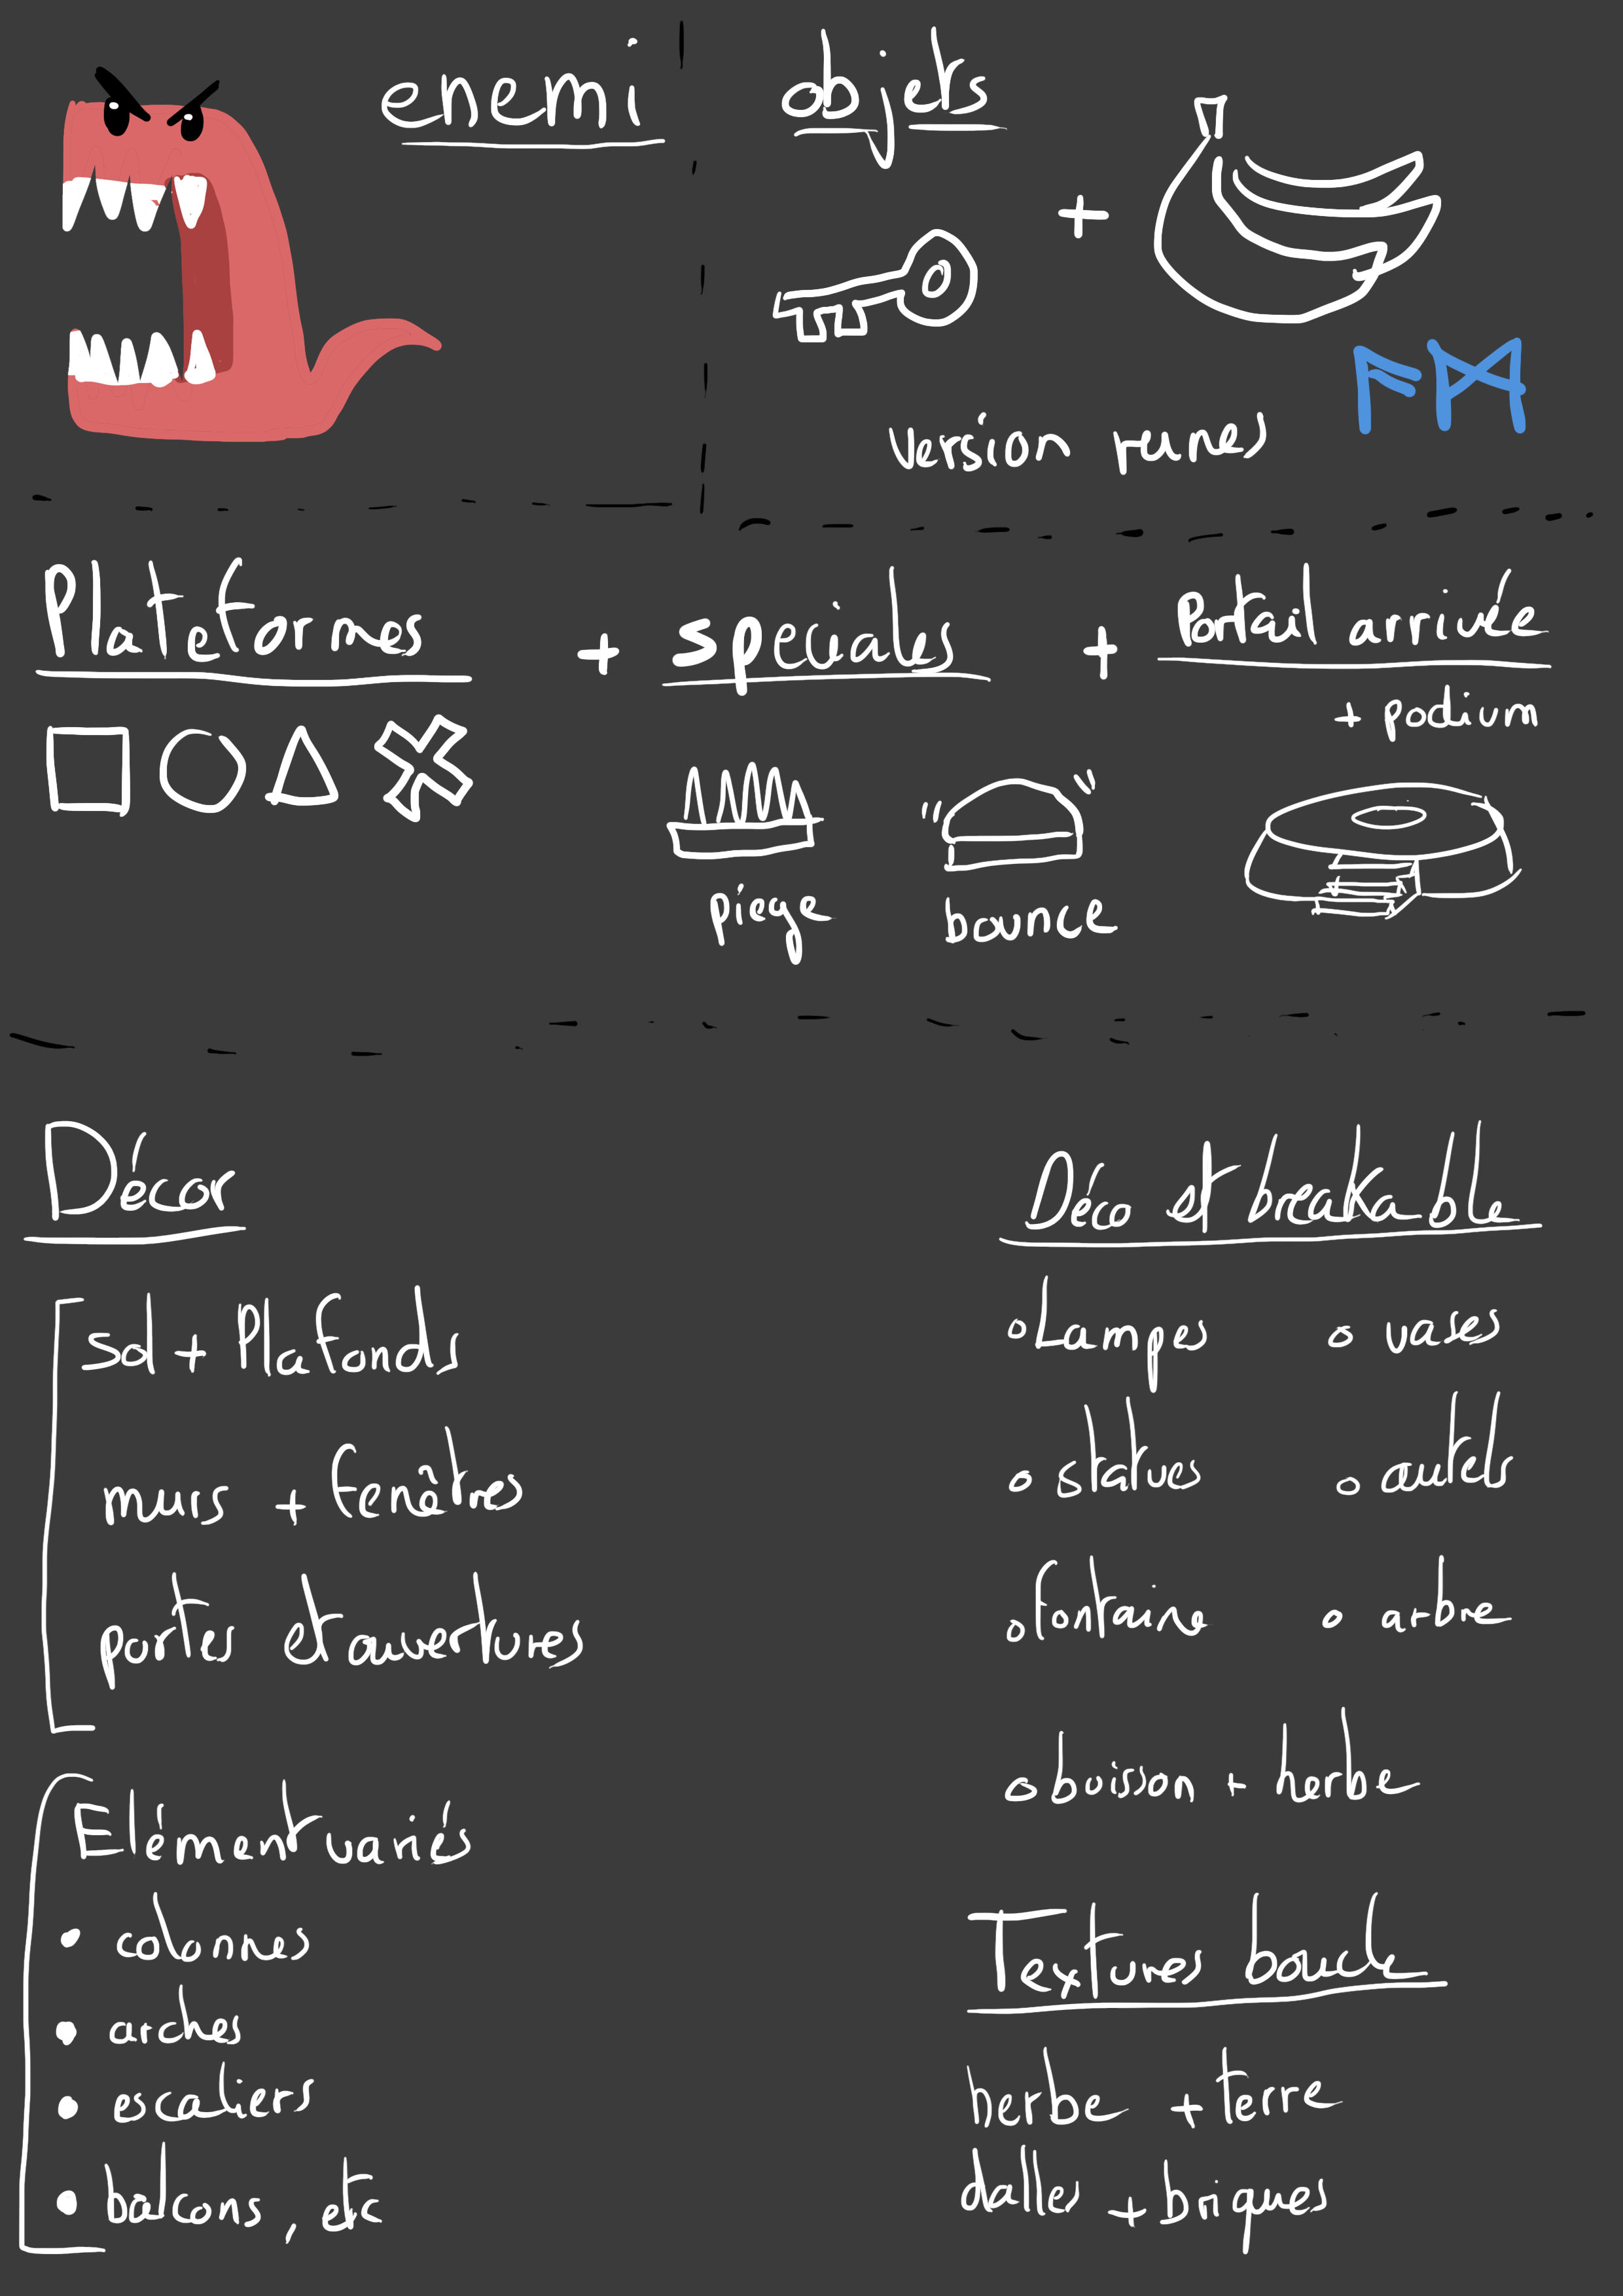 enemi
objets
+
version runes
ᚨᛗ
Plateformes + speciales + Portail arrivée
+ podium
piege
bounce
Décor
sol + Plafonds
murs + fenêtres
portes et ouvertures
Elément variés
• colonnes
• arches
• escaliers
• balcons, etc
Déco et breakable
o lampes o vases
o statues o autels
o fontaine o arbre
o buisson + herbe
Textures boucle
herbe + terre
dalles + briques